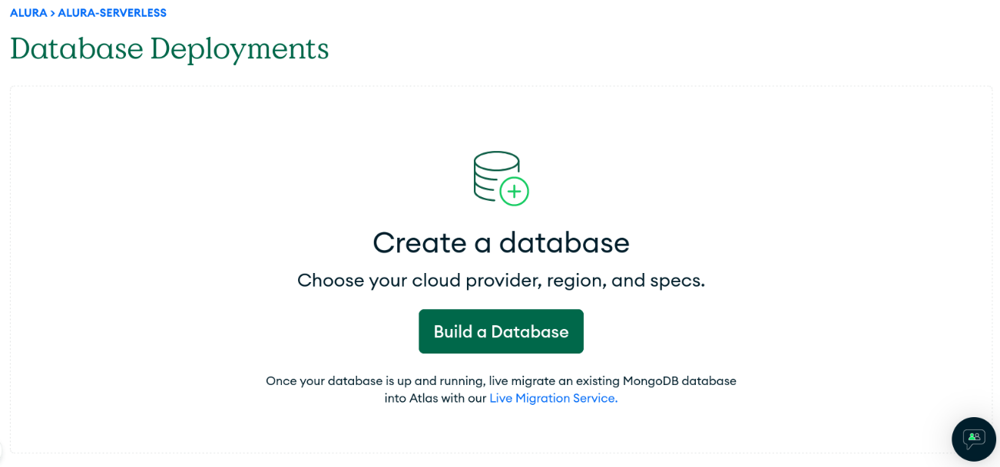 ALURA > ALURA-SERVERLESS
Database Deployments
Create a database
Choose your cloud provider, region, and specs.
Build a Database
Once your database is up and running, live migrate an existing MongoDB database
into Atlas with our Live Migration Service.